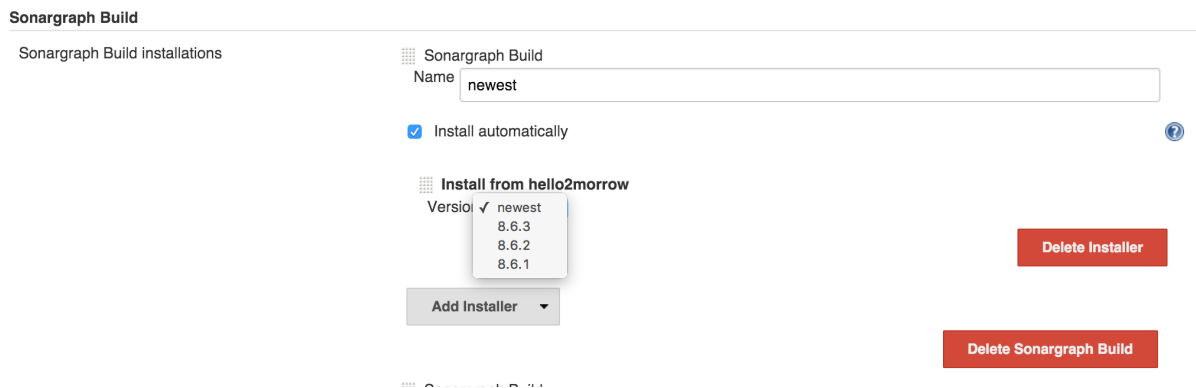 Sonargraph Build
Sonargraph Build installations
Sonargraph Build
Name
newest
Install automatically
Install from hello2morrow
Version
✓ newest
8.6.3
8.6.2
8.6.1
Delete Installer
Add Installer
Delete Sonargraph Build